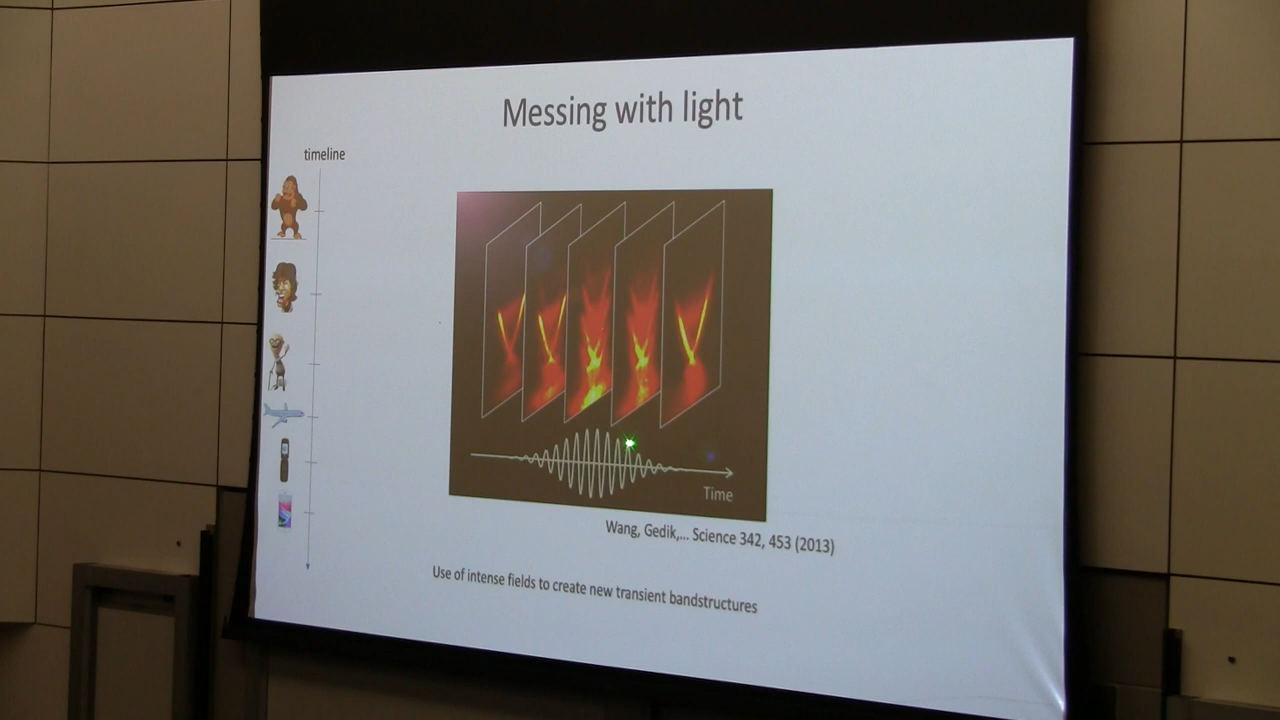 Messing with light
timeline
Time
Wang, Gedik,... Science 342, 453 (2013)
Use of intense fields to create new transient bandstructures